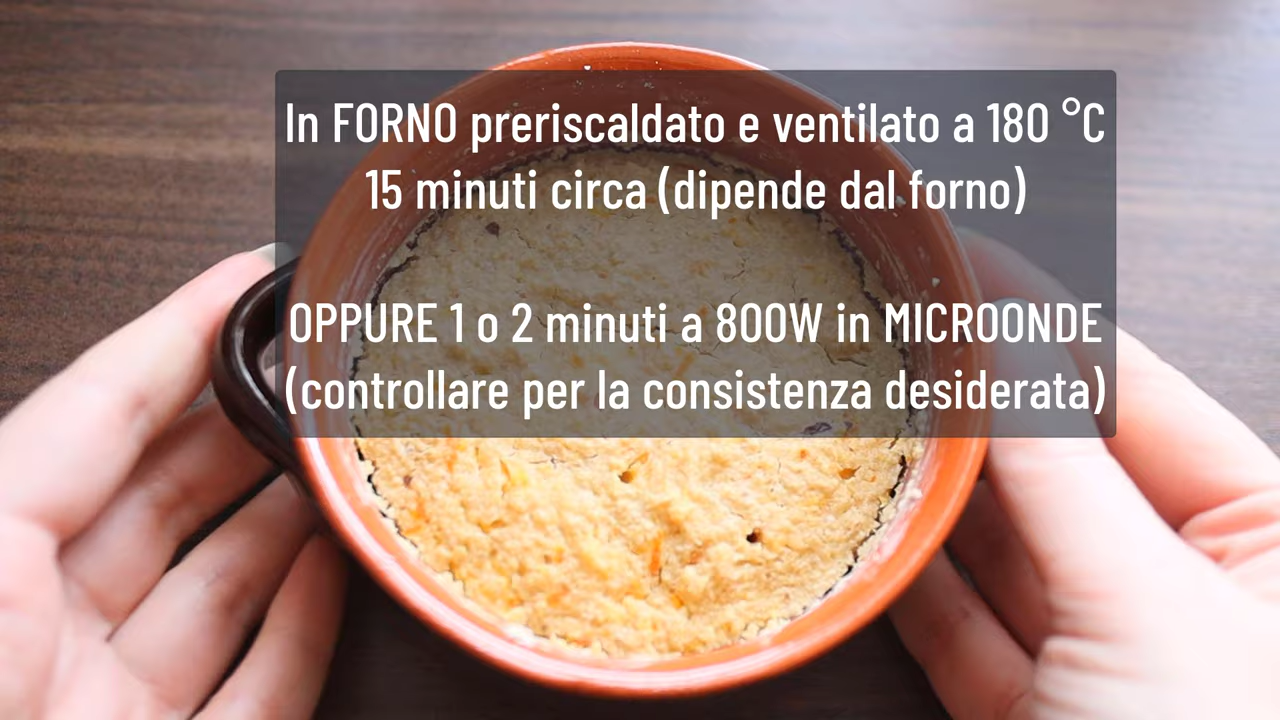 In FORNO preriscaldato e ventilato a 180 °C
15 minuti circa (dipende dal forno)
OPPURE 1 o 2 minuti a 800W in MICROONDE
(controllare per la consistenza desiderata)